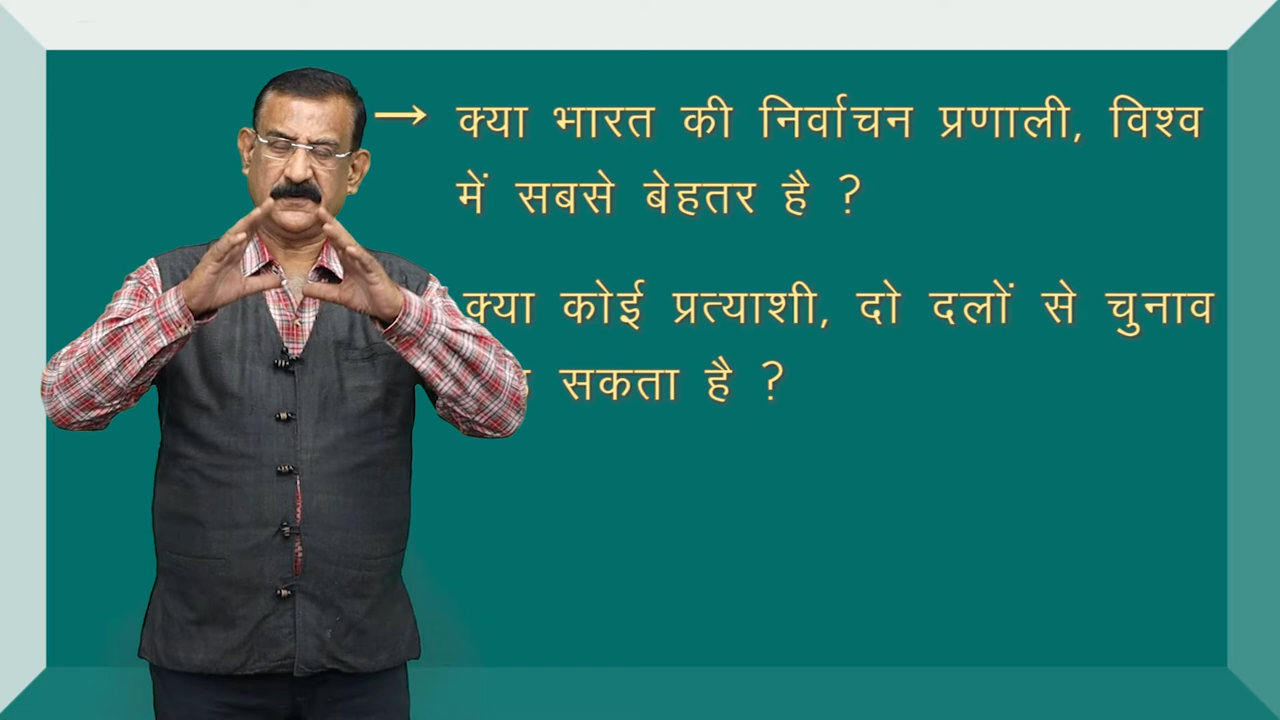 → क्या भारत की निर्वाचन प्रणाली, विश्व
में सबसे बेहतर है ?
क्या कोई प्रत्याशी, दो दलों से चुनाव
सकता है ?